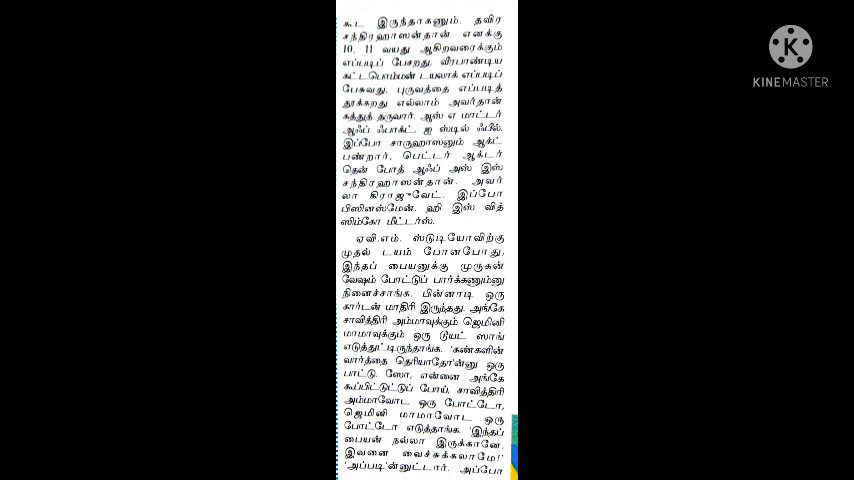 கூட இருந்தாகணும். தவிர
சந்திரஹாஸன்தான் எனக்கு
10, 11 வயது ஆகிறவரைக்கும்
எப்படிப் பேசறது, வீரபாண்டிய
கட்டபொம்மன் டயலாக் எப்படிப்
பேசுவது, புருவத்தை எப்படித்
தூக்கறது எல்லாம் அவர்தான்
கத்துத் தருவார். ஆஸ் எ மாட்டர்
ஆஃப் ஃபாக்ட், ஐ ஸ்டில் ஃபீல்.
இப்போ சாருஹாஸனும் ஆக்ட்
பண்றார், பெட்டர் ஆக்டர்
தென் போத் ஆஃப் அஸ் இஸ்
சந்திரஹாஸன்தான். அவர்
லா கிராஜுவேட். இப்போ
பிஸினஸ்மேன். ஹி இஸ் வித்
ஸிம்கோ மீட்டர்ஸ்.
ஏவி.எம். ஸ்டுடியோவிற்கு
முதல் டயம் போனபோது,
இந்தப் பையனுக்கு முருகன்
வேஷம் போட்டுப் பார்க்கணும்னு
நினைச்சாங்க. பின்னாடி ஒரு
கார்டன் மாதிரி இருந்தது. அங்கே
சாவித்திரி அம்மாவுக்கும் ஜெமினி
மாமாவுக்கும் ஒரு டூயட் ஸாங்
எடுத்துட்டிருந்தாங்க. 'கண்களின்
வார்த்தை தெரியாதோ'ன்னு ஒரு
பாட்டு. ஸோ, என்னை அங்கே
கூப்பிட்டுட்டுப் போய், சாவித்திரி
அம்மாவோட ஒரு போட்டோ,
ஜெமினி மாமாவோட ஒரு
போட்டோ எடுத்தாங்க. 'இந்தப்
பையன் நல்லா இருக்கானே.
இவனை வைச்சுக்கலாமே!'
'அப்படி'ன்னுட்டார். அப்போ
KINEMASTER